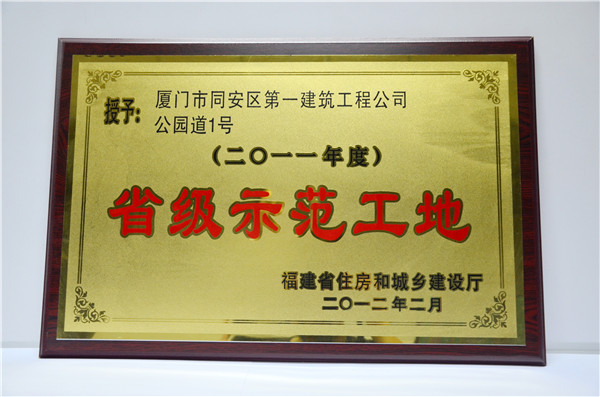 授予:
厦门市同安区第一建筑工程公司
公园道1号
(二〇一一年度)
省级示范工地
福建省住房和城乡建设厅
二〇一二年二月